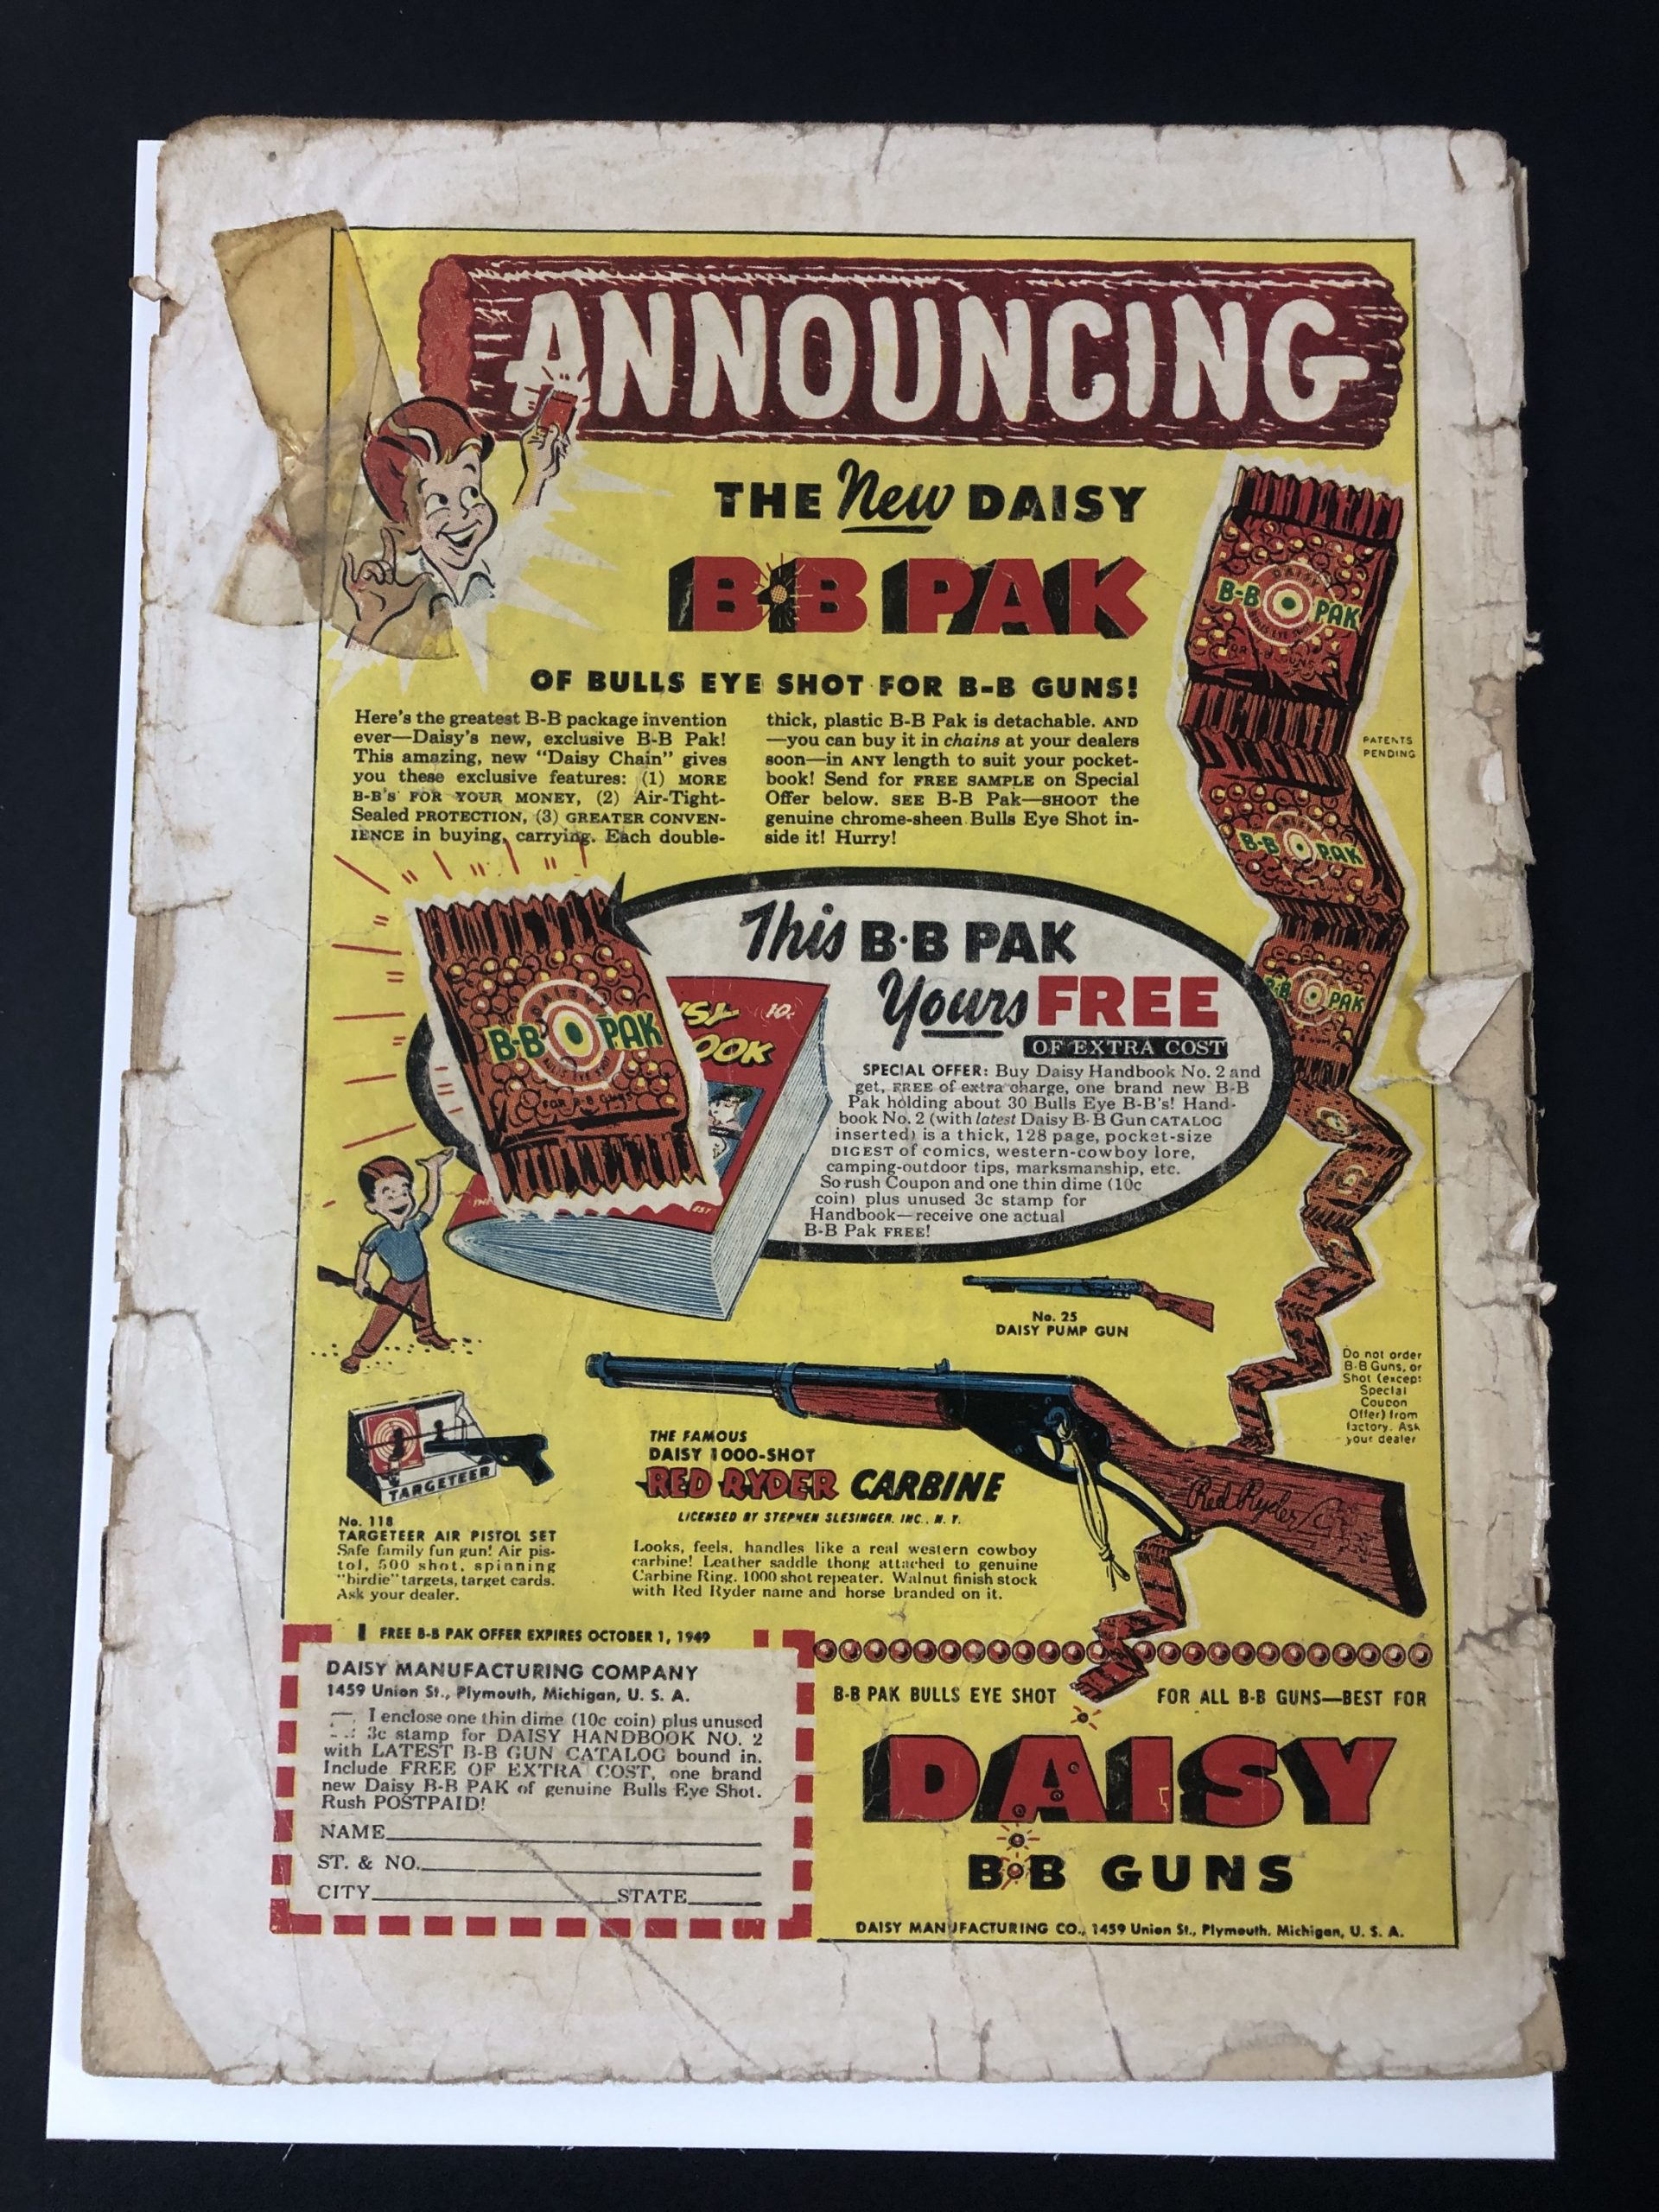 ANNOUNCING
THE New DAISY
B-B PAK
OF BULLS EYE SHOT FOR B-B GUNS!
Here's the greatest B-B package invention
ever—Daisy's new, exclusive B-B Pak!
This amazing, new "Daisy Chain" gives
you these exclusive features: (1) MORE
B-B's FOR YOUR MONEY, (2) Air-Tight-
Sealed PROTECTION, (3) GREATER CONVEN-
IENCE in buying, carrying. Each double-
thick, plastic B-B Pak is detachable. AND
—you can buy it in chains at your dealers
soon—in ANY length to suit your pocket-
book! Send for FREE SAMPLE on Special
Offer below. SEE B-B Pak—SHOOT the
genuine chrome-sheen Bulls Eye Shot in-
side it! Hurry!
DAISY
B-B PAK
BULLS EYE SHOT
FOR B-B GUNS
PATENTS
PENDING
B-B PAK
B-B PAK
This B-B PAK
Yours FREE
OF EXTRA COST
SPECIAL OFFER: Buy Daisy Handbook No. 2 and
get, FREE of extra charge, one brand new B-B
Pak holding about 30 Bulls Eye B-B's! Hand-
book No. 2 (with latest Daisy B-B Gun CATALOG
inserted) is a thick, 128 page, pocket-size
DIGEST of comics, western-cowboy lore,
camping-outdoor tips, marksmanship, etc.
So rush Coupon and one thin dime (10c
coin) plus unused 3c stamp for
Handbook—receive one actual
B-B Pak FREE!
DAISY
B-B PAK
BULLS EYE SHOT
FOR B-B GUNS
ISY 10¢
OOK
No. 25
DAISY PUMP GUN
Do not order
B-B Guns, or
Shot (except
Special
Coupon
Offer) from
factory. Ask
your dealer
TARGETEER
No. 118
TARGETEER AIR PISTOL SET
Safe family fun gun! Air pis-
tol, 500 shot, spinning
"birdie" targets, target cards.
Ask your dealer.
THE FAMOUS
DAISY 1000-SHOT
RED RYDER CARBINE
LICENSED BY STEPHEN SLESINGER, INC., N. Y.
Looks, feels, handles like a real western cowboy
carbine! Leather saddle thong attached to genuine
Carbine Ring. 1000 shot repeater. Walnut finish stock
with Red Ryder name and horse branded on it.
Red Ryder
FREE B-B PAK OFFER EXPIRES OCTOBER 1, 1949
DAISY MANUFACTURING COMPANY
1459 Union St., Plymouth, Michigan, U. S. A.
I enclose one thin dime (10c coin) plus unused
3c stamp for DAISY HANDBOOK NO. 2
with LATEST B-B GUN CATALOG bound in.
Include FREE OF EXTRA COST, one brand
new Daisy B-B PAK of genuine Bulls Eye Shot.
Rush POSTPAID!
NAME
ST. & NO.
CITY STATE
B-B PAK BULLS EYE SHOT FOR ALL B-B GUNS—BEST FOR
DAISY
B-B GUNS
DAISY MANUFACTURING CO., 1459 Union St., Plymouth, Michigan, U. S. A.